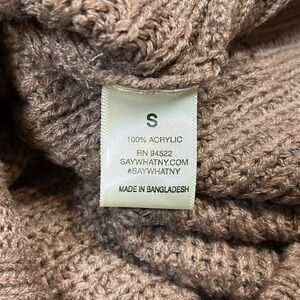 S
100% ACRYLIC
RN 94522
SAYWHATNY.COM
#SAYWHATNY
MADE IN BANGLADESH